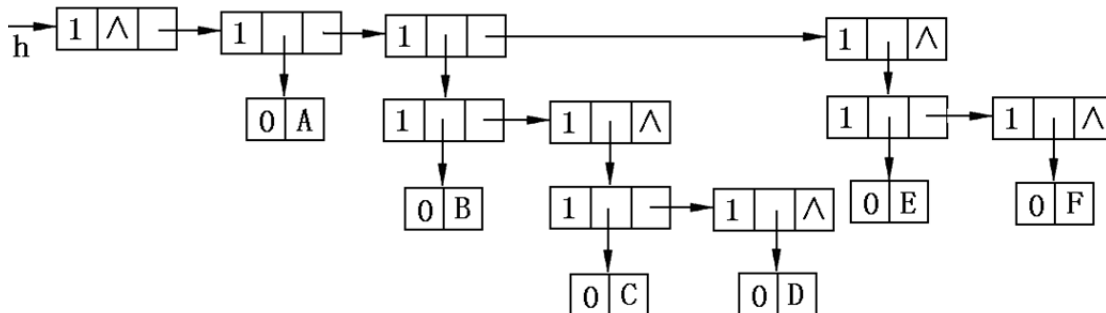 h 1 ∧ 1 1 1 ∧
0 A 1 1 ∧ 1 1 ∧
0 B 1 1 ∧ 0 E 0 F
0 C 0 D